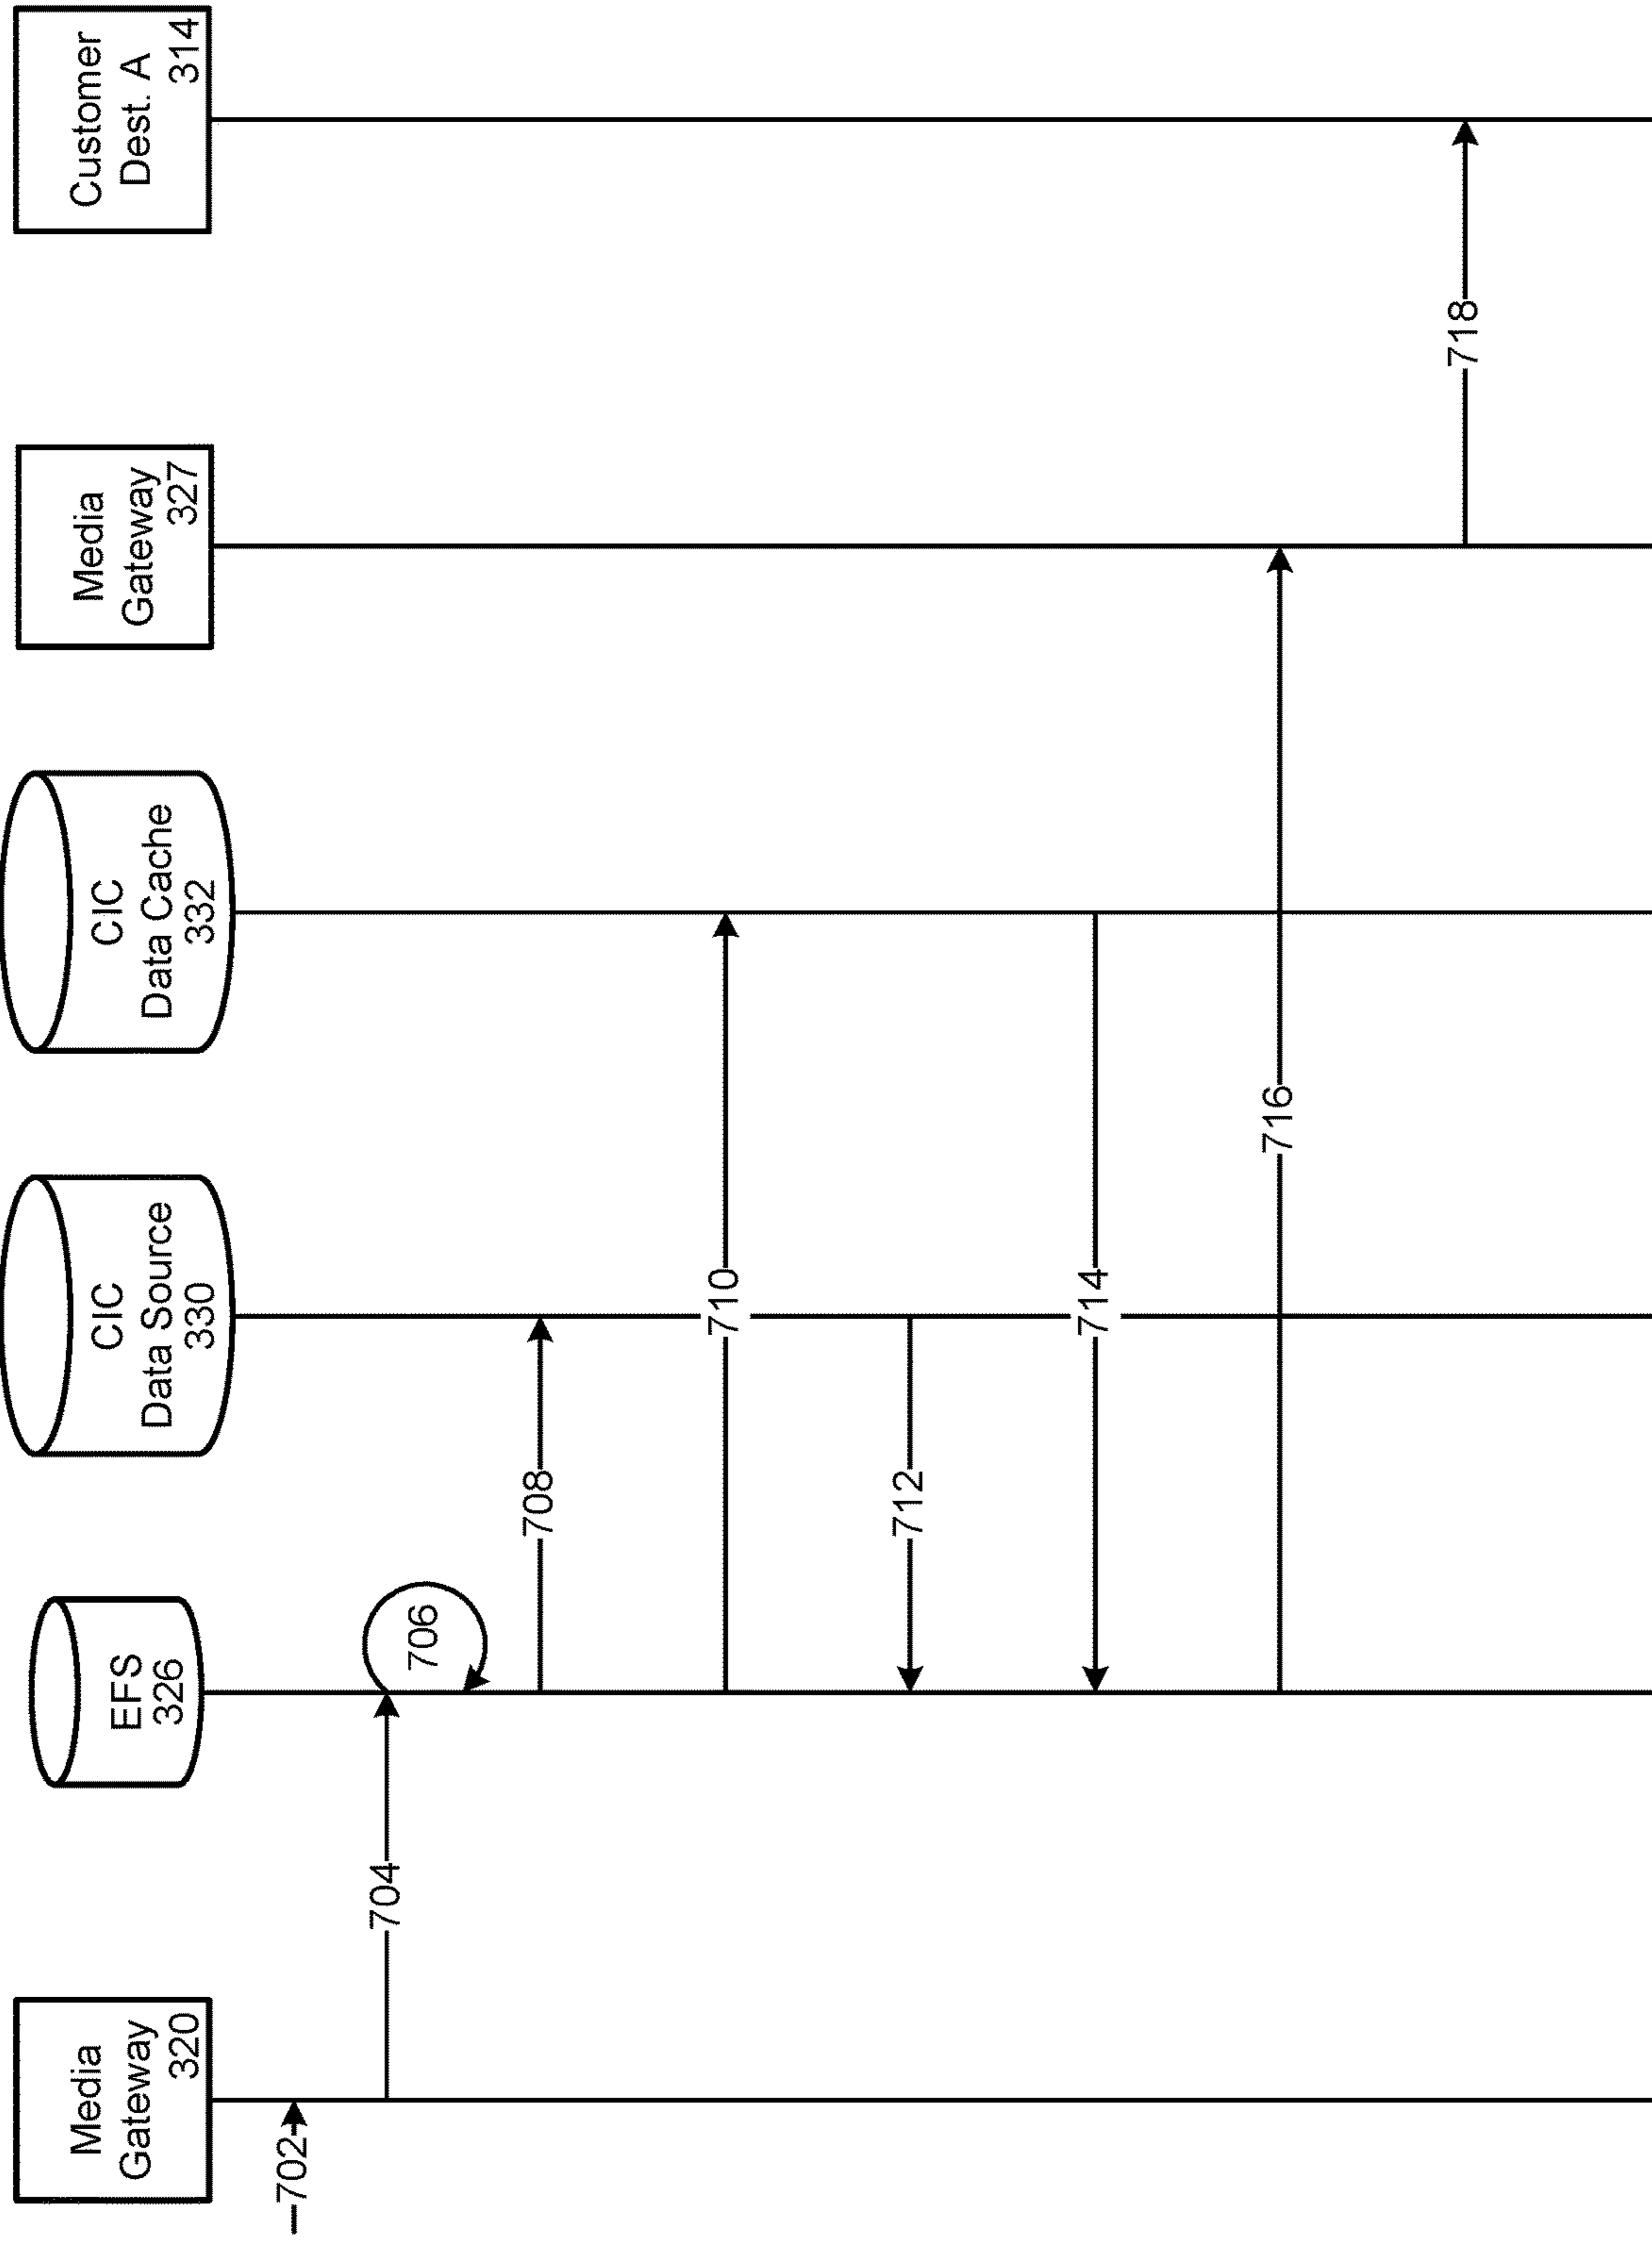 Media
Gateway
320
EFS
326
CIC
Data Source
330
CIC
Data Cache
332
Media
Gateway
327
Customer
Dest. A
314
702
704
706
708
710
712
714
716
718